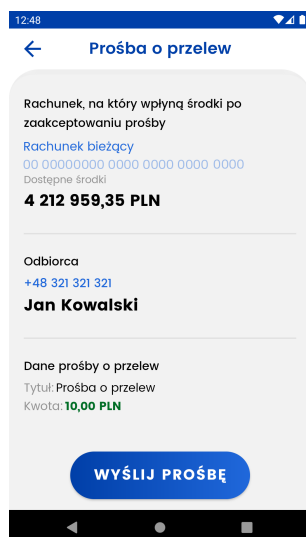 12:48
Prośba o przelew
Rachunek, na który wpłyną środki po
zaakceptowaniu prośby
Rachunek bieżący
00 00000000 0000 0000 0000 0000
Dostępne środki
4 212 959,35 PLN
Odbiorca
+48 321 321 321
Jan Kowalski
Dane prośby o przelew
Tytuł: Prośba o przelew
Kwota: 10,00 PLN
WYŚLIJ PROŚBĘ